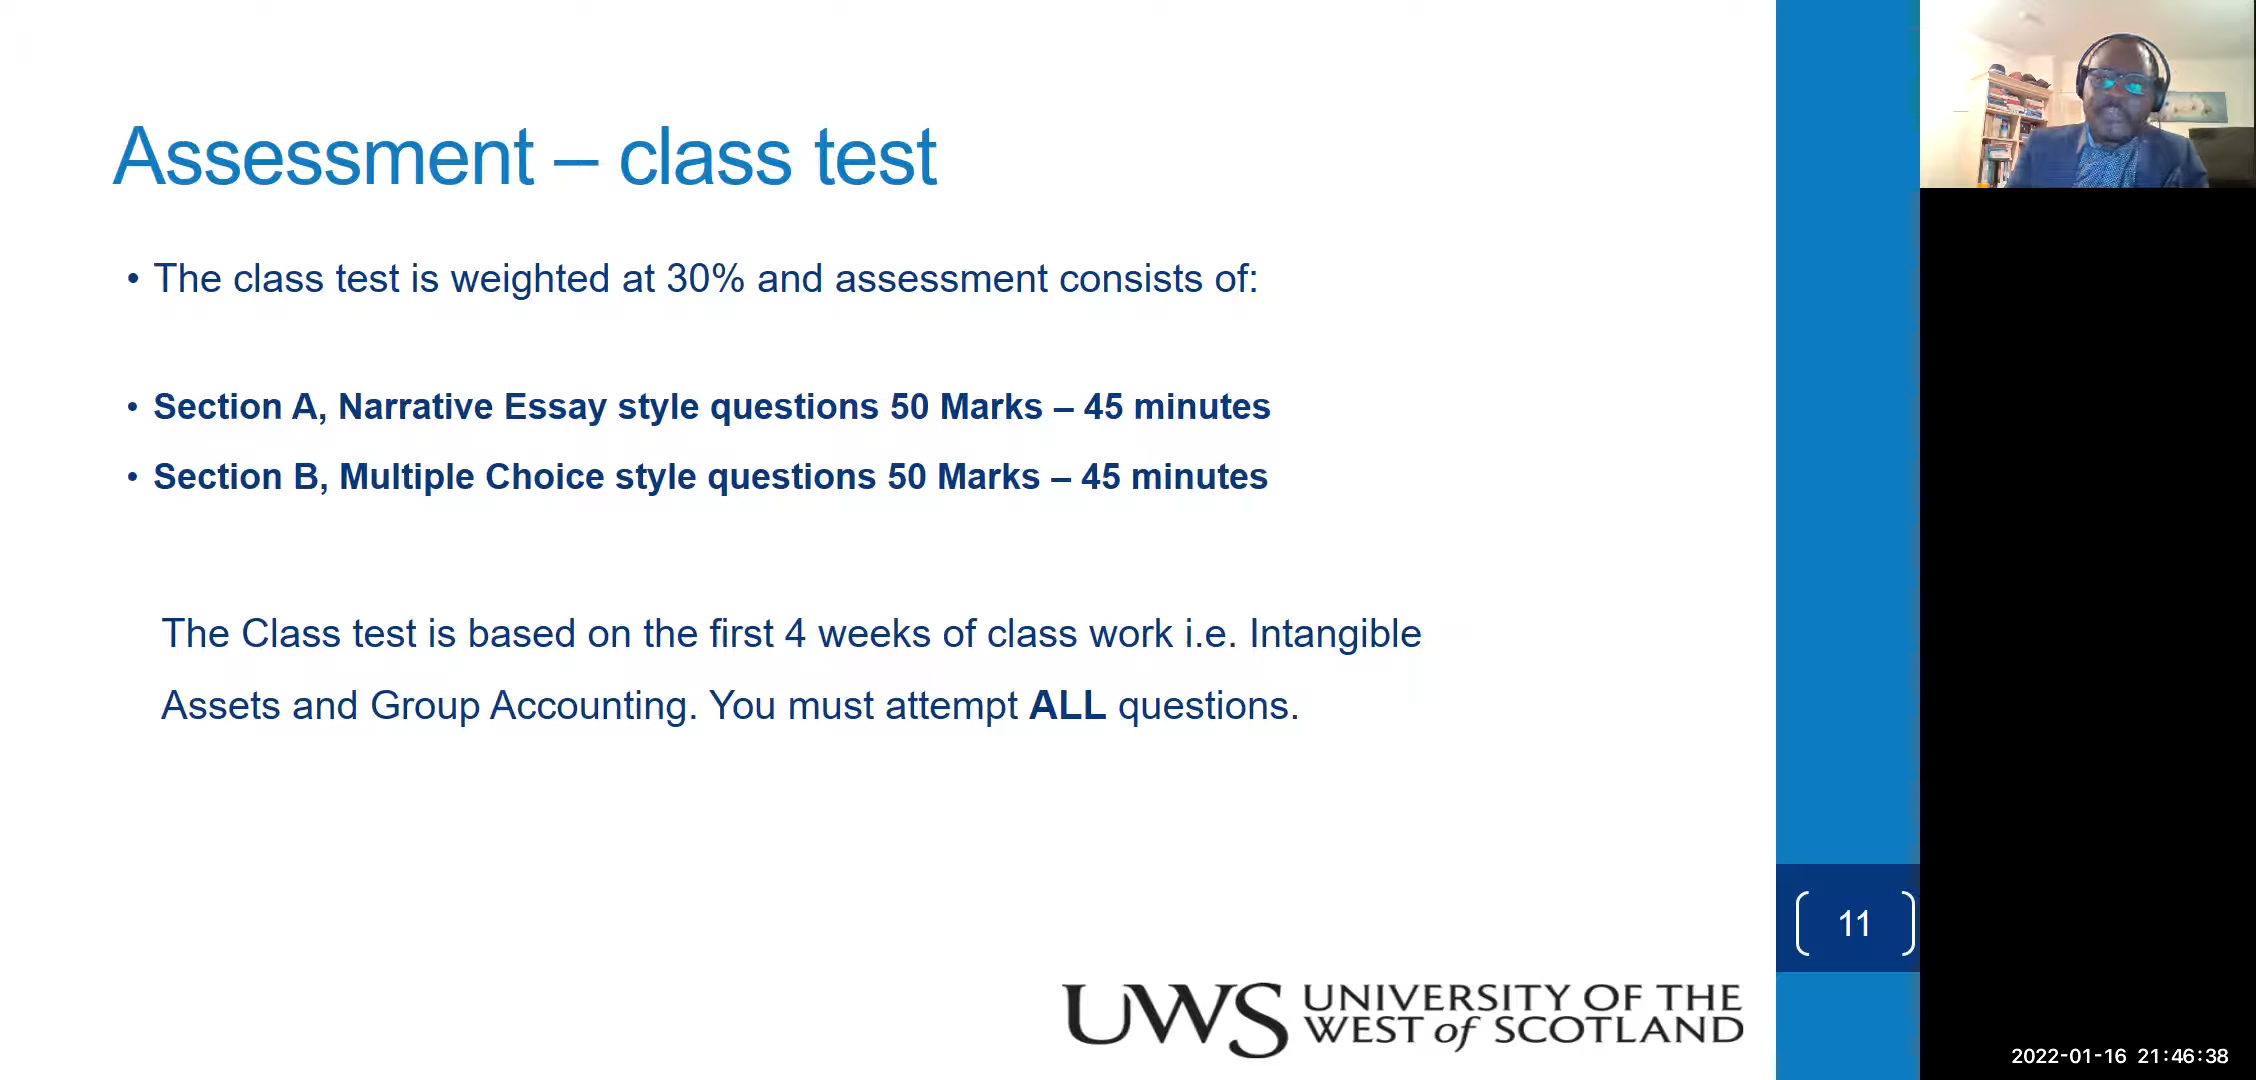 Assessment – class test
• The class test is weighted at 30% and assessment consists of:
• Section A, Narrative Essay style questions 50 Marks – 45 minutes
• Section B, Multiple Choice style questions 50 Marks – 45 minutes
The Class test is based on the first 4 weeks of class work i.e. Intangible
Assets and Group Accounting. You must attempt ALL questions.
11
UWS UNIVERSITY OF THE
WEST of SCOTLAND
2022-01-16 21:46:38